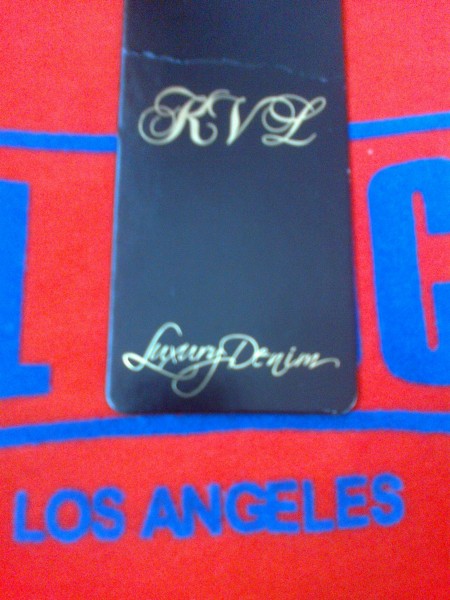 RVL
Luxury Denim
C
LOS ANGELES